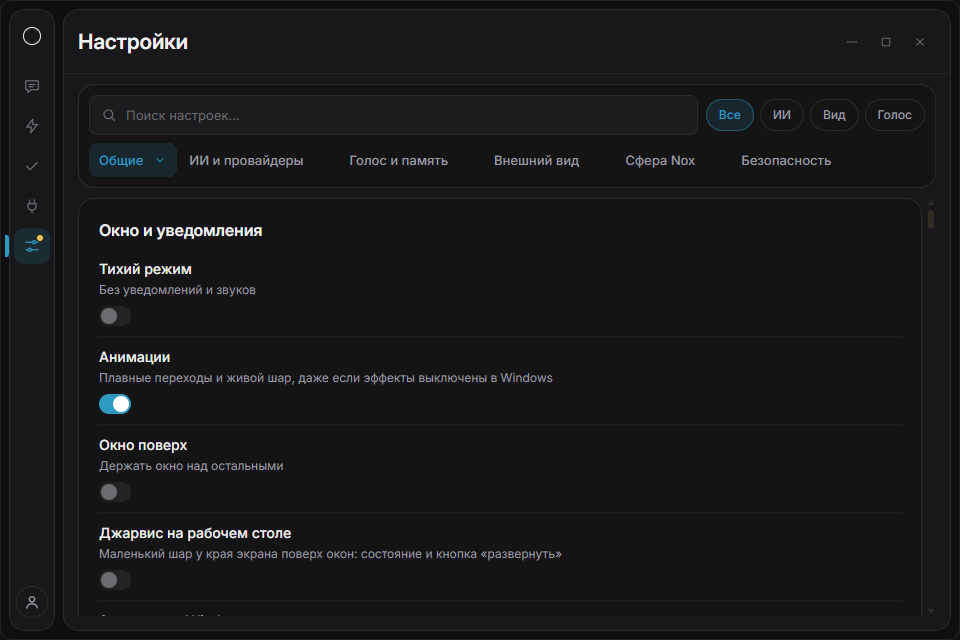 Настройки
Поиск настроек...
Все
ИИ
Вид
Голос
Общие
ИИ и провайдеры
Голос и память
Внешний вид
Сфера Nox
Безопасность
Окно и уведомления
Тихий режим
Без уведомлений и звуков
Анимации
Плавные переходы и живой шар, даже если эффекты выключены в Windows
Окно поверх
Держать окно над остальными
Джарвис на рабочем столе
Маленький шар у края экрана поверх окон: состояние и кнопка «развернуть»